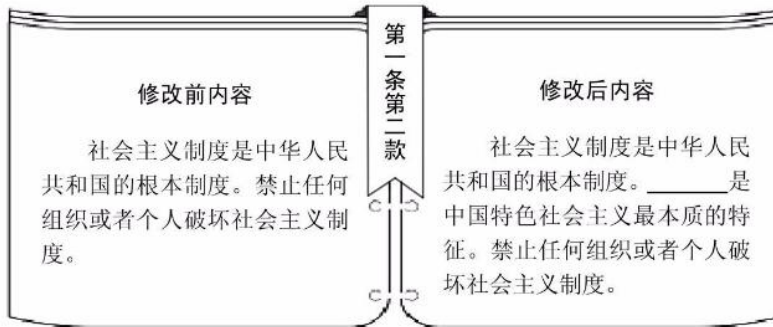 修改前内容
社会主义制度是中华人民
共和国的根本制度。禁止任何
组织或者个人破坏社会主义制
度。
第一条第二款
修改后内容
社会主义制度是中华人民
共和国的根本制度。______是
中国特色社会主义最本质的特
征。禁止任何组织或者个人破
坏社会主义制度。